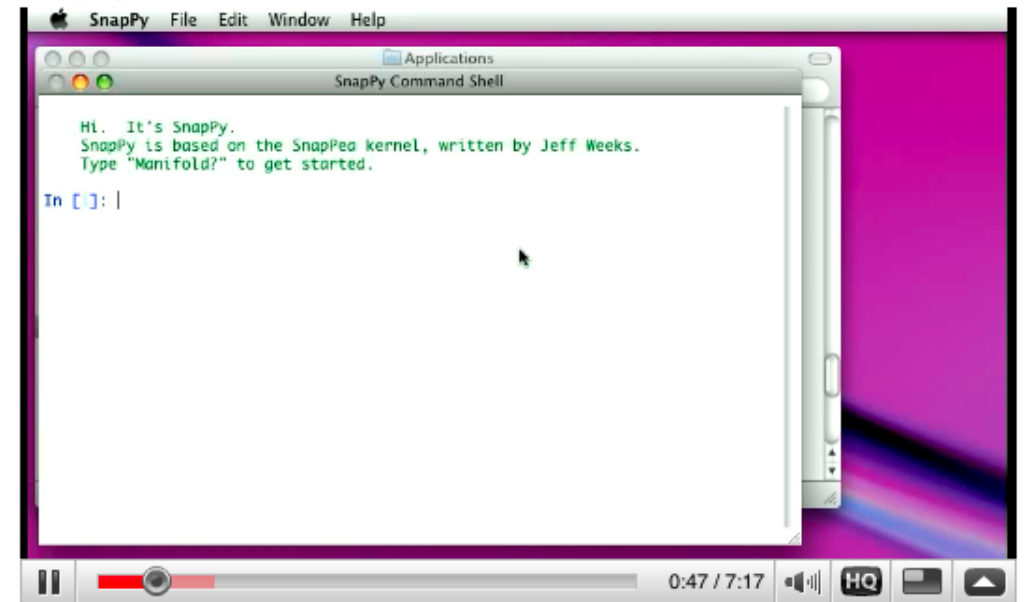 SnapPy File Edit Window Help
Applications
SnapPy Command Shell
Hi. It's SnapPy.
SnapPy is based on the SnapPea kernel, written by Jeff Weeks.
Type "Manifold?" to get started.
In [1]:
0:47 / 7:17
HQ